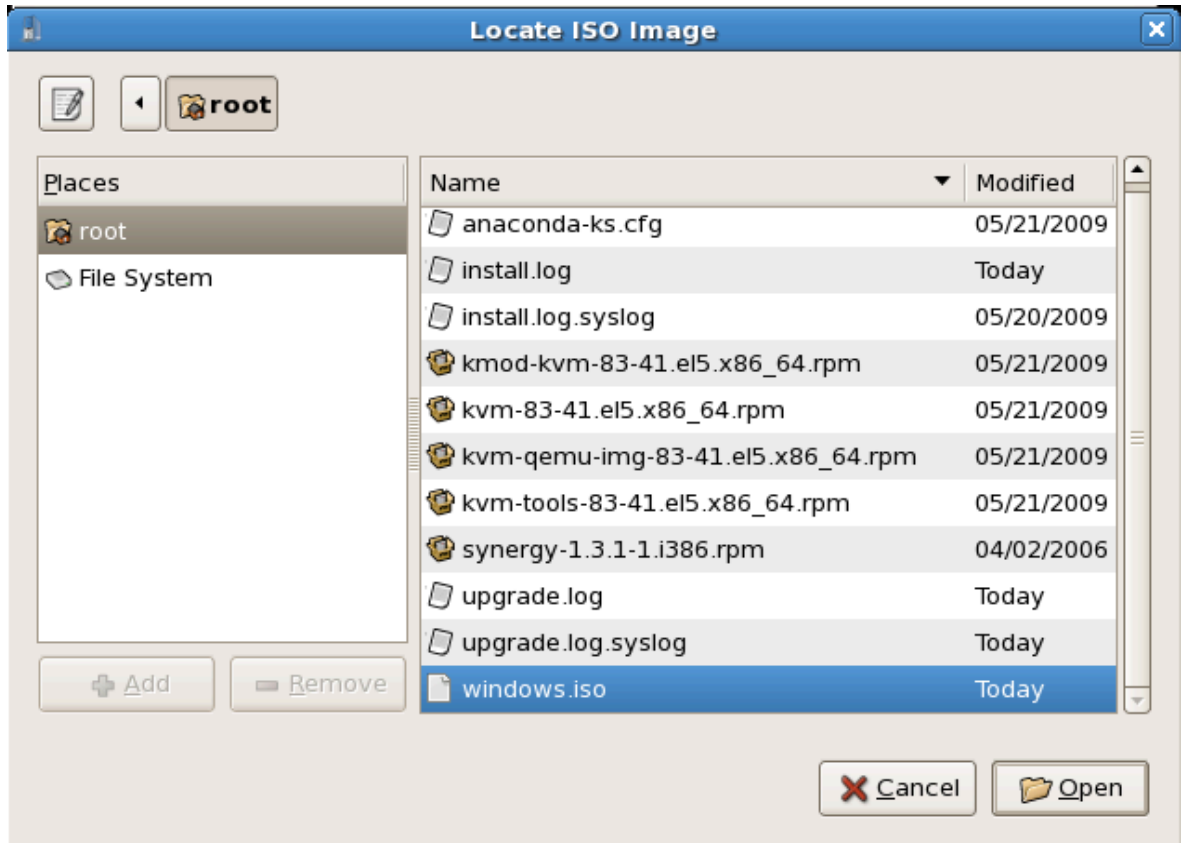 Locate ISO Image
root
Places
root
File System
Add
Remove
Name Modified
anaconda-ks.cfg 05/21/2009
install.log Today
install.log.syslog 05/20/2009
kmod-kvm-83-41.el5.x86_64.rpm 05/21/2009
kvm-83-41.el5.x86_64.rpm 05/21/2009
kvm-qemu-img-83-41.el5.x86_64.rpm 05/21/2009
kvm-tools-83-41.el5.x86_64.rpm 05/21/2009
synergy-1.3.1-1.i386.rpm 04/02/2006
upgrade.log Today
upgrade.log.syslog Today
windows.iso Today
Cancel
Open